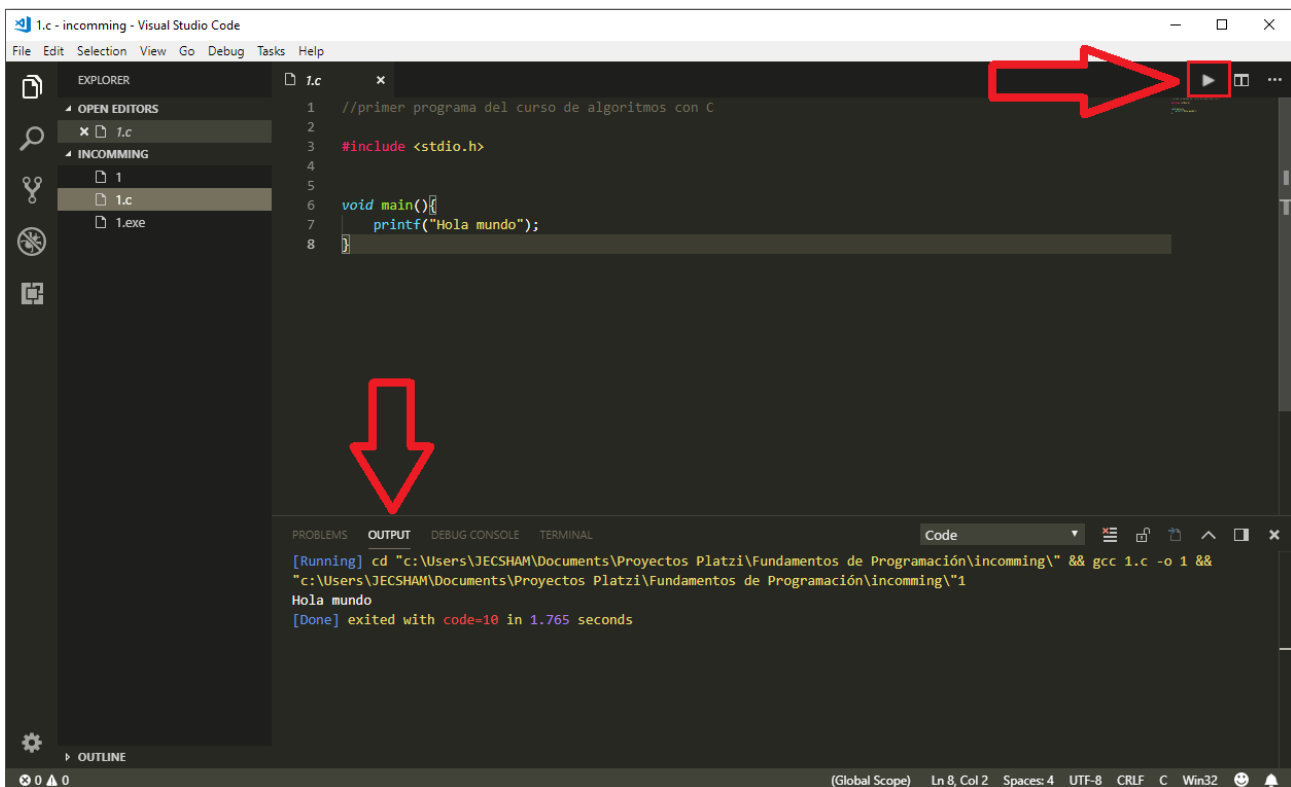 1.c - incomming - Visual Studio Code
File Edit Selection View Go Debug Tasks Help
EXPLORER
OPEN EDITORS
1.c
INCOMMING
1
1.c
1.exe
OUTLINE
1.c
1 //primer programa del curso de algoritmos con C
2
3 #include <stdio.h>
4
5
6 void main(){
7 printf("Hola mundo");
8 }
PROBLEMS OUTPUT DEBUG CONSOLE TERMINAL
Code
[Running] cd "c:\Users\JECSHAM\Documents\Proyectos Platzi\Fundamentos de Programación\incomming\" && gcc 1.c -o 1 &&
"c:\Users\JECSHAM\Documents\Proyectos Platzi\Fundamentos de Programación\incomming\"1
Hola mundo
[Done] exited with code=10 in 1.765 seconds
0 0
(Global Scope) Ln 8, Col 2 Spaces: 4 UTF-8 CRLF C Win32